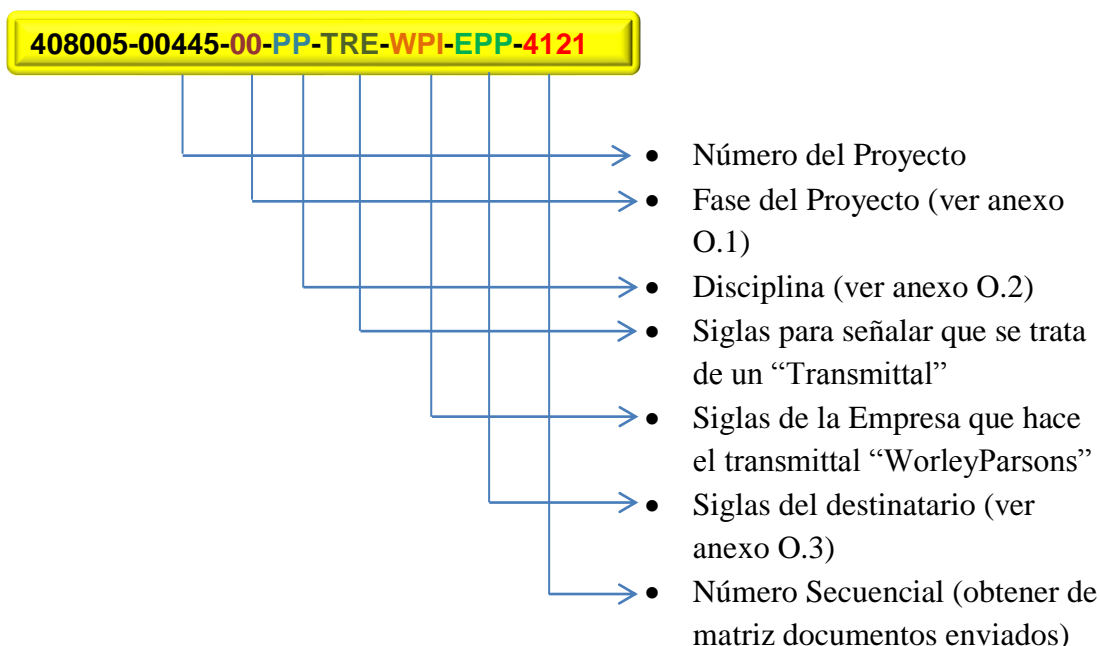 408005-00445-00-PP-TRE-WPI-EPP-4121
• Número del Proyecto
• Fase del Proyecto (ver anexo
O.1)
• Disciplina (ver anexo O.2)
• Siglas para señalar que se trata
de un “Transmittal”
• Siglas de la Empresa que hace
el transmittal “WorleyParsons”
• Siglas del destinatario (ver
anexo O.3)
• Número Secuencial (obtener de
matriz documentos enviados)